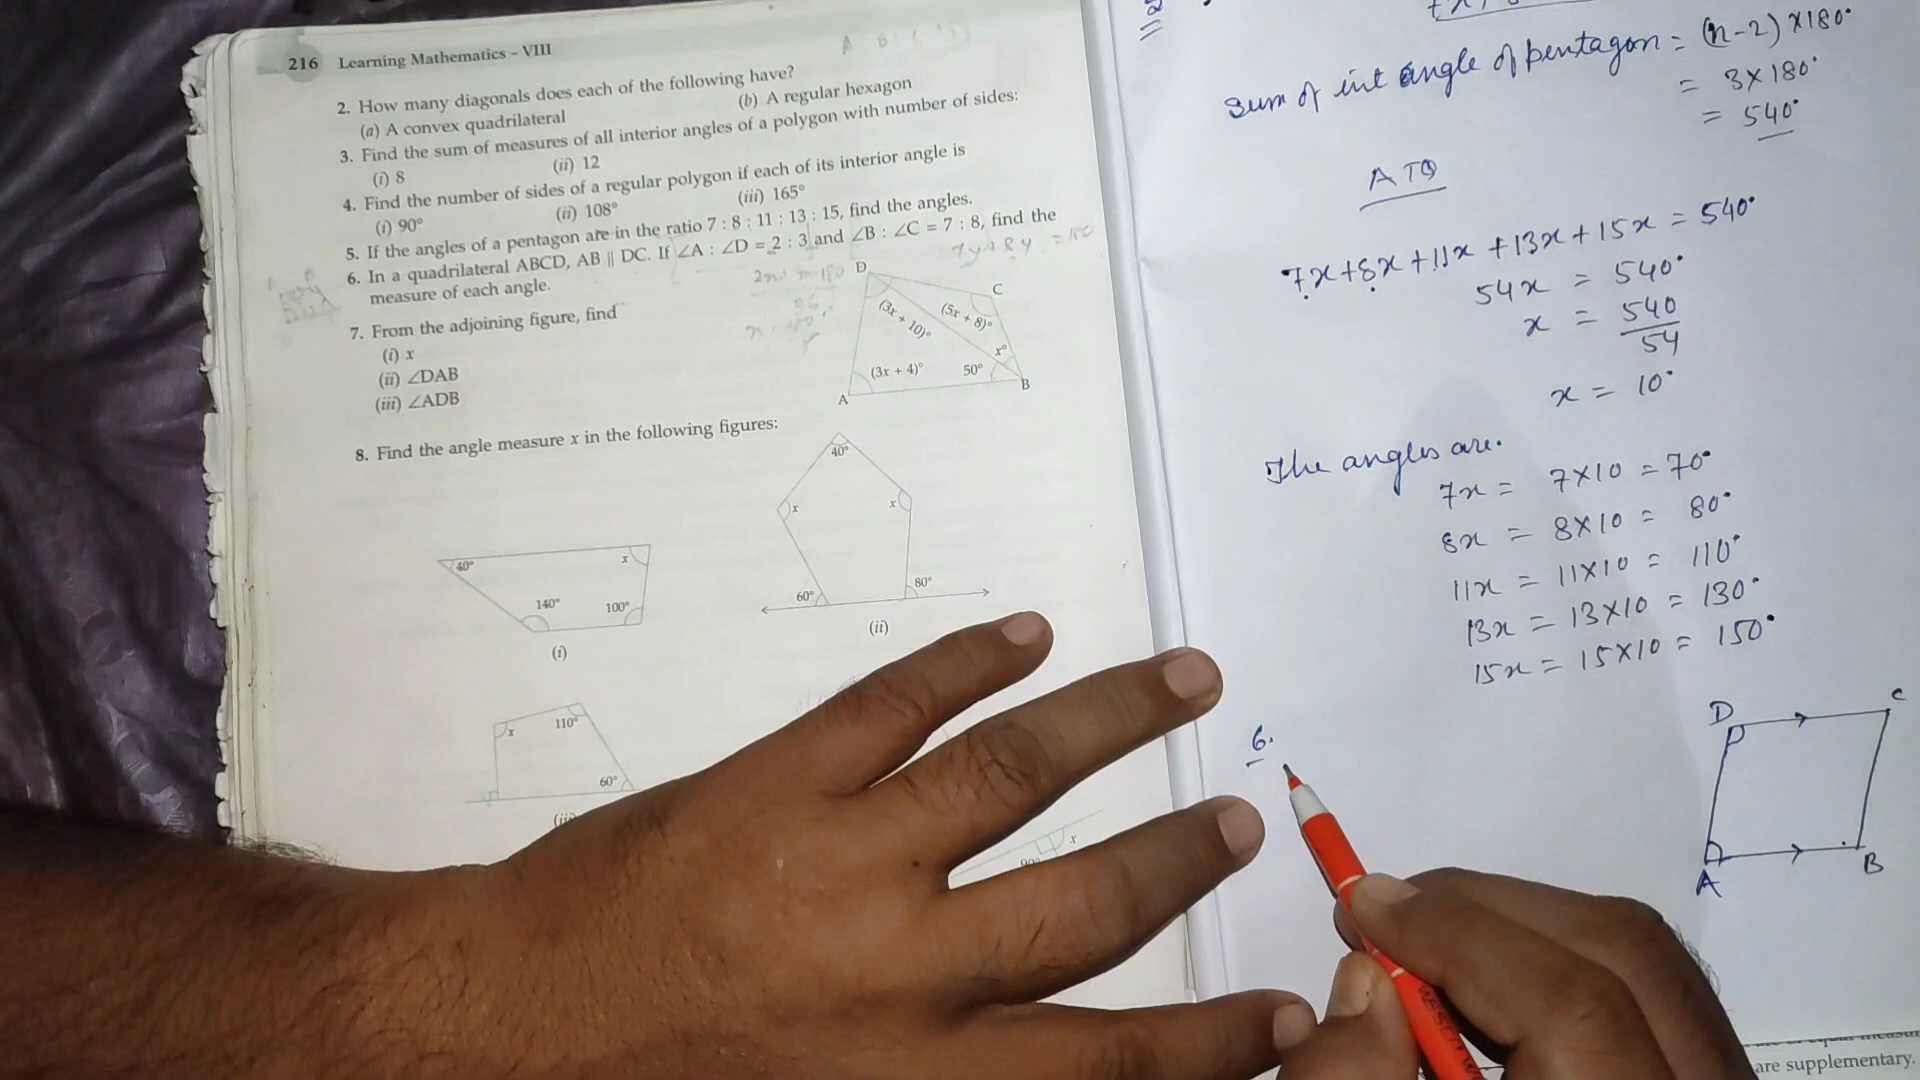 216 Learning Mathematics – VIII
2. How many diagonals does each of the following have?
(a) A convex quadrilateral (b) A regular hexagon
3. Find the sum of measures of all interior angles of a polygon with number of sides:
(i) 8 (ii) 12
4. Find the number of sides of a regular polygon if each of its interior angle is
(i) 90° (ii) 108° (iii) 165°
5. If the angles of a pentagon are in the ratio 7 : 8 : 11 : 13 : 15, find the angles.
6. In a quadrilateral ABCD, AB || DC. If ∠A : ∠D = 2 : 3 and ∠B : ∠C = 7 : 8, find the
measure of each angle.
7y + 8y = 180
7. From the adjoining figure, find
(i) x
(ii) ∠DAB
(iii) ∠ADB
D
C
(3x + 10)°
(5x + 8)°
x°
(3x + 4)°
50°
A
B
8. Find the angle measure x in the following figures:
40°
x
140°
100°
(i)
40°
x
x
60°
80°
(ii)
x
110°
60°
x
Sum of int angle of pentagon = (n-2) × 180°
= 3 × 180°
= 540°
ATQ
7x + 8x + 11x + 13x + 15x = 540°
54x = 540°
x = 540
54
x = 10°
The angles are.
7x = 7×10 = 70°
8x = 8×10 = 80°
11x = 11×10 = 110°
13x = 13×10 = 130°
15x = 15×10 = 150°
6.
D
C
A
B
are supplementary.